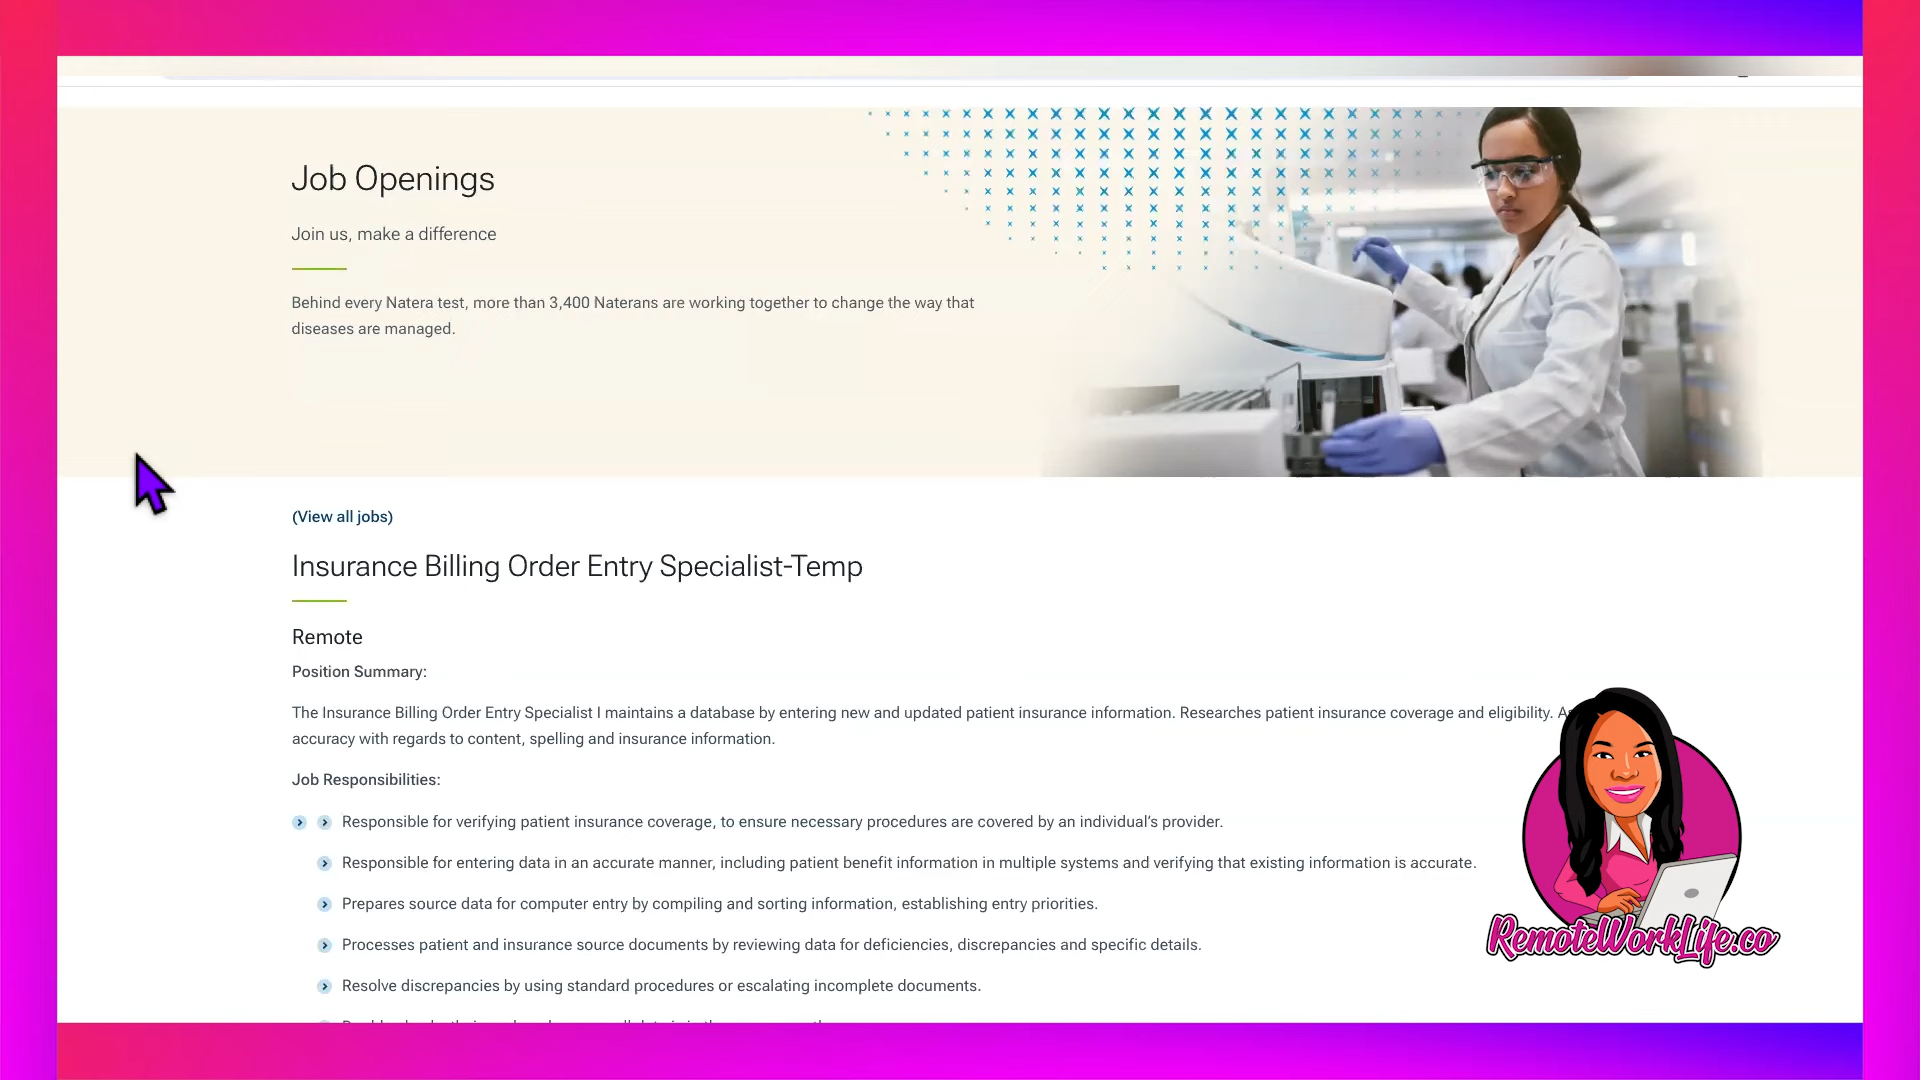 Job Openings
Join us, make a difference
Behind every Natera test, more than 3,400 Naterans are working together to change the way that
diseases are managed.
(View all jobs)
Insurance Billing Order Entry Specialist-Temp
Remote
Position Summary:
The Insurance Billing Order Entry Specialist I maintains a database by entering new and updated patient insurance information. Researches patient insurance coverage and eligibility.
accuracy with regards to content, spelling and insurance information.
Job Responsibilities:
Responsible for verifying patient insurance coverage, to ensure necessary procedures are covered by an individual's provider.
Responsible for entering data in an accurate manner, including patient benefit information in multiple systems and verifying that existing information is accurate.
Prepares source data for computer entry by compiling and sorting information, establishing entry priorities.
Processes patient and insurance source documents by reviewing data for deficiencies, discrepancies and specific details.
Resolve discrepancies by using standard procedures or escalating incomplete documents.
RemoteWorkLife.co